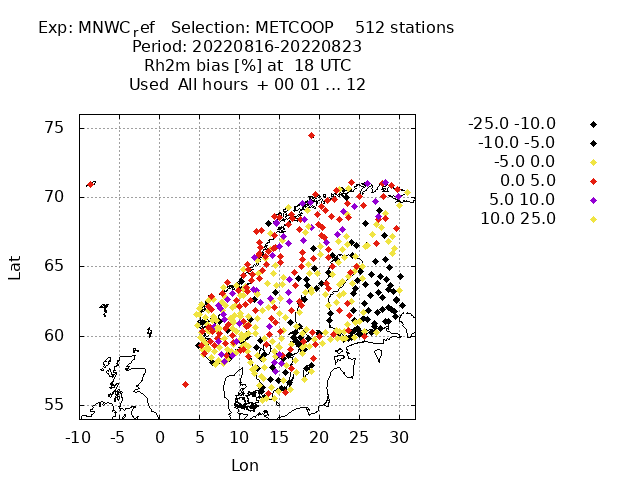 Exp: MNWCref Selection: METCOOP 512 stations
Period: 20220816-20220823
Rh2m bias [%] at 18 UTC
Used All hours + 00 01 ... 12
-25.0 -10.0
-10.0 -5.0
-5.0 0.0
0.0 5.0
5.0 10.0
10.0 25.0
75
70
65
60
55
Lat
-10 -5 0 5 10 15 20 25 30
Lon